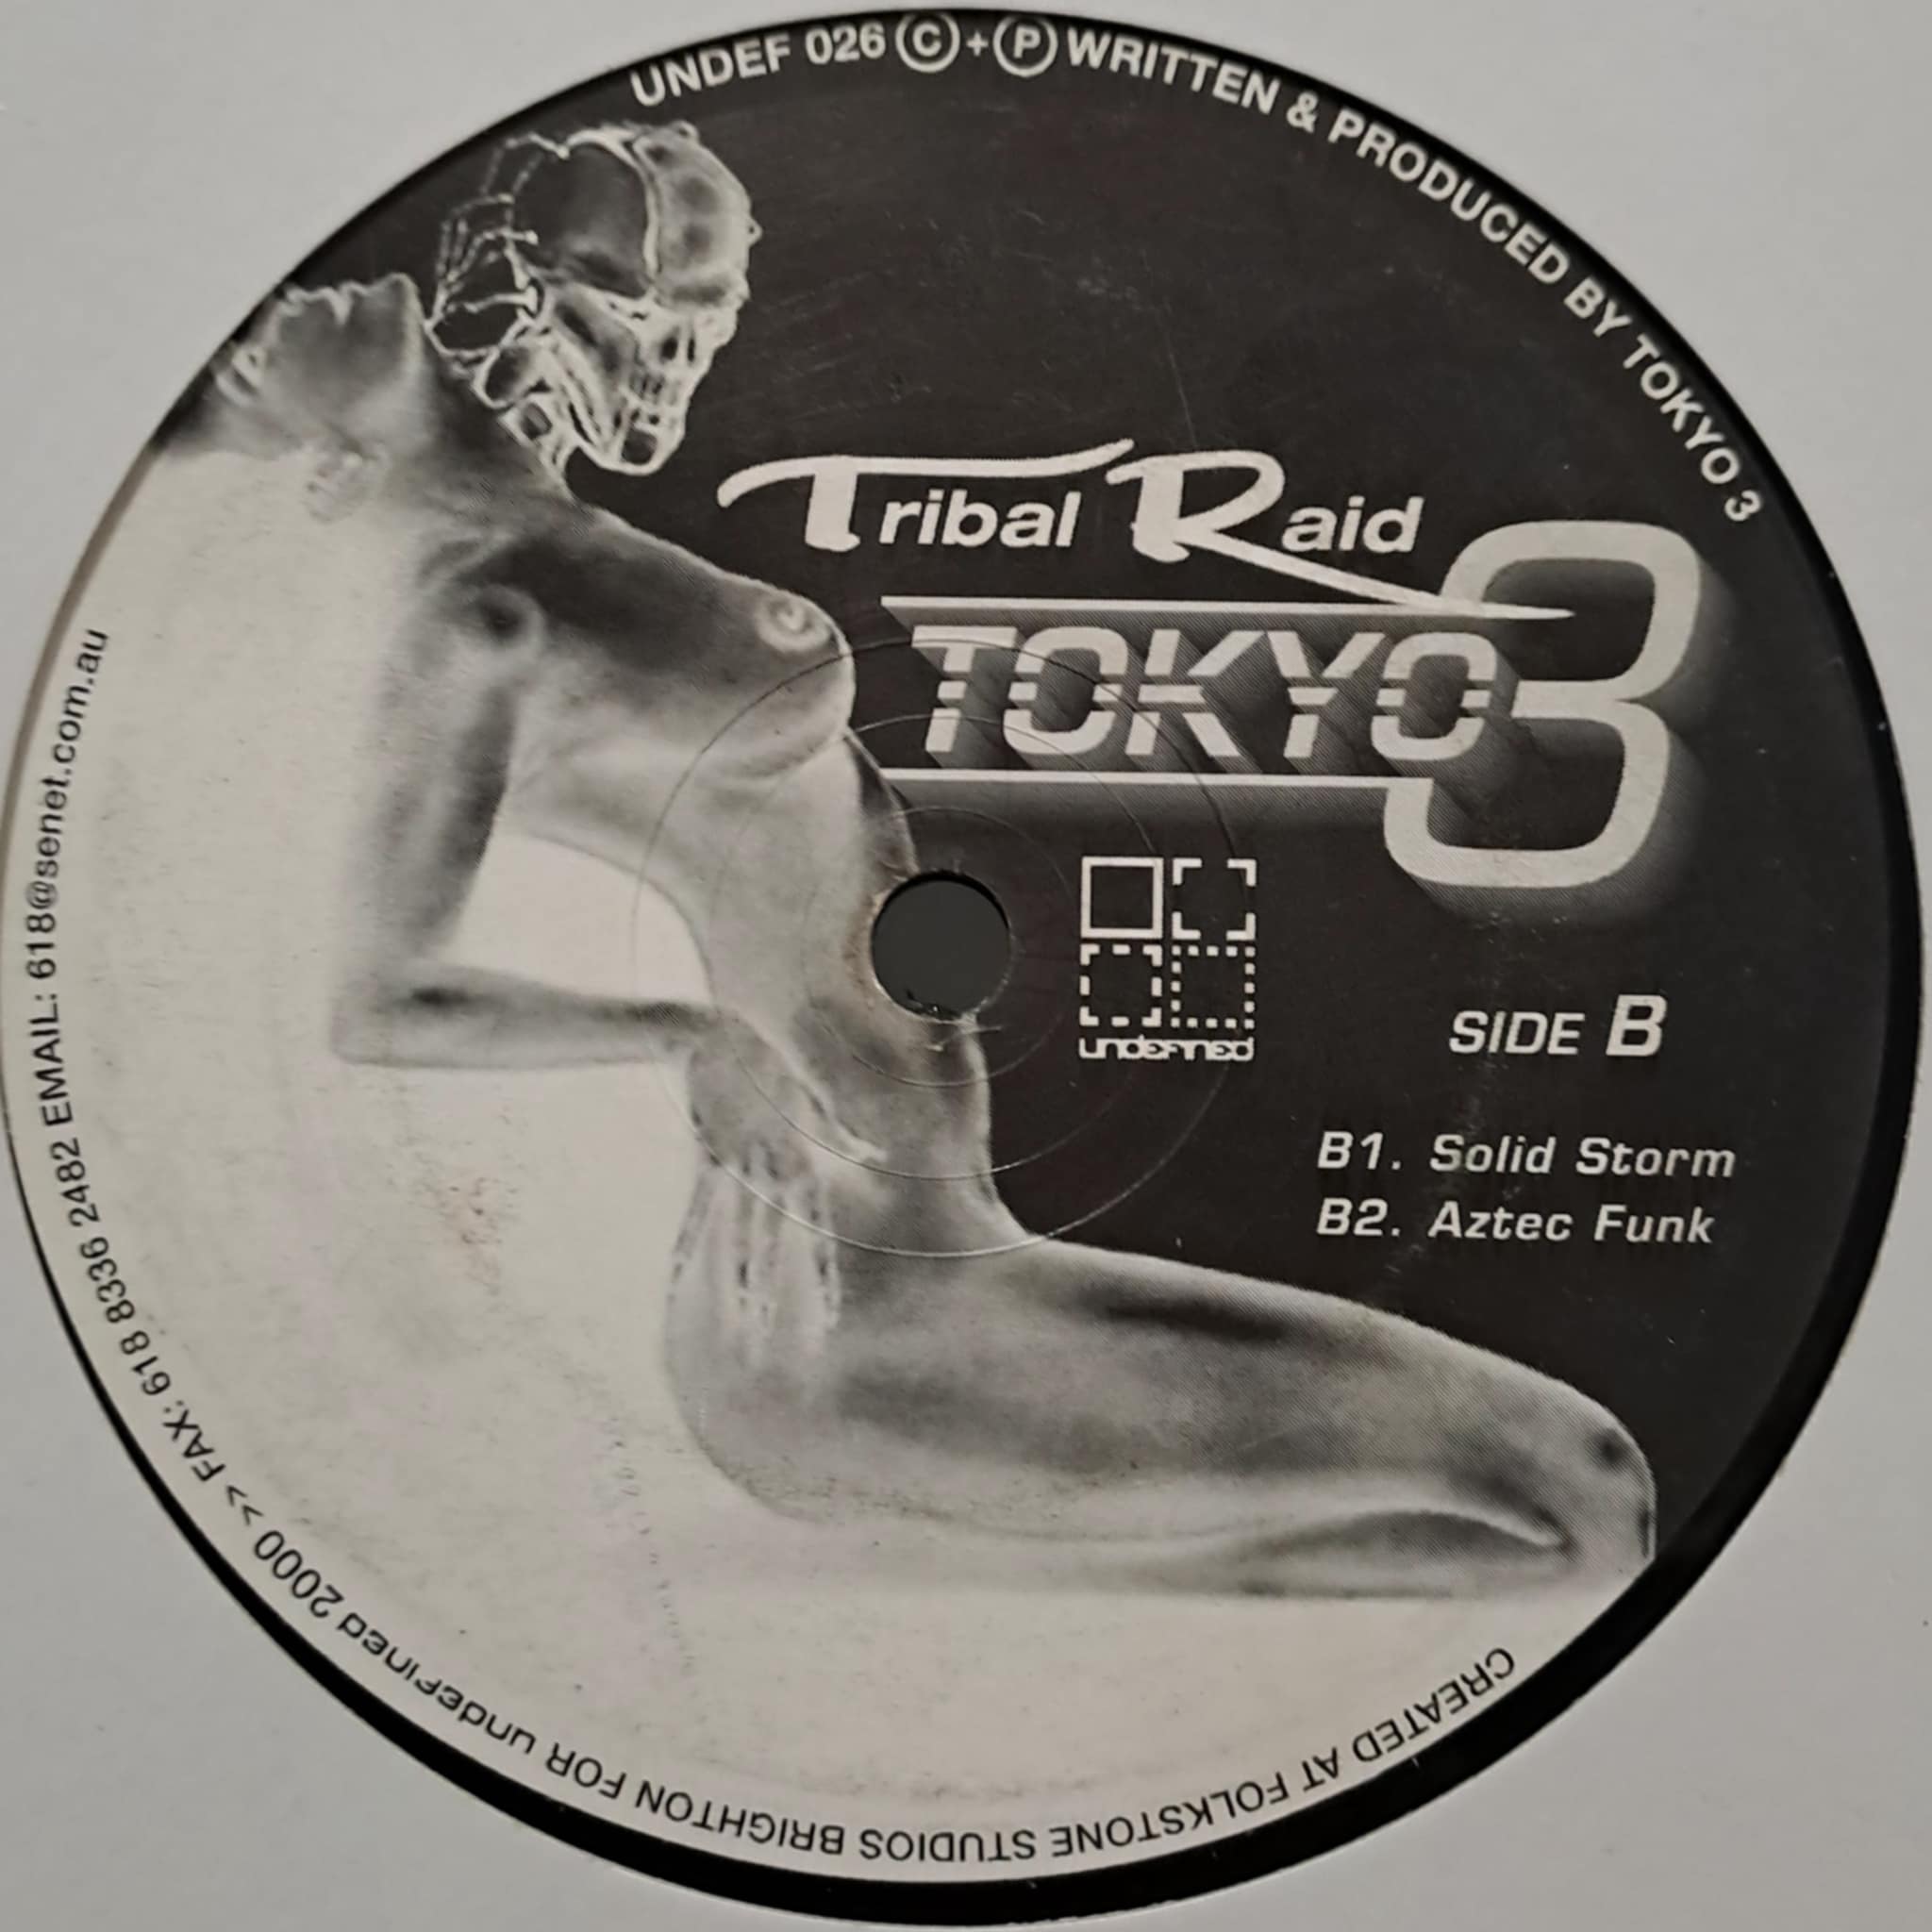 UNDEF 026 Ⓒ+Ⓟ WRITTEN & PRODUCED BY TOKYO 3
Tribal Raid
TOKYO 3
undefined
SIDE B
B1. Solid Storm
B2. Aztec Funk
CREATED AT FOLKSTONE STUDIOS BRIGHTON FOR undefined 2000 >> FAX: 618 8336 2482 EMAIL: 618@senet.com.au